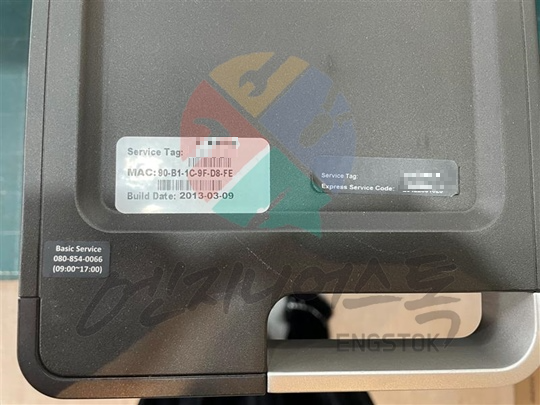 Service Tag:
MAC: 90-B1-1C-9F-D8-FE
Build Date: 2013-03-09
Service Tag:
Express Service Code:
Basic Service
080-854-0066
(09:00~17:00)
엔지니어스톡
ENGSTOK